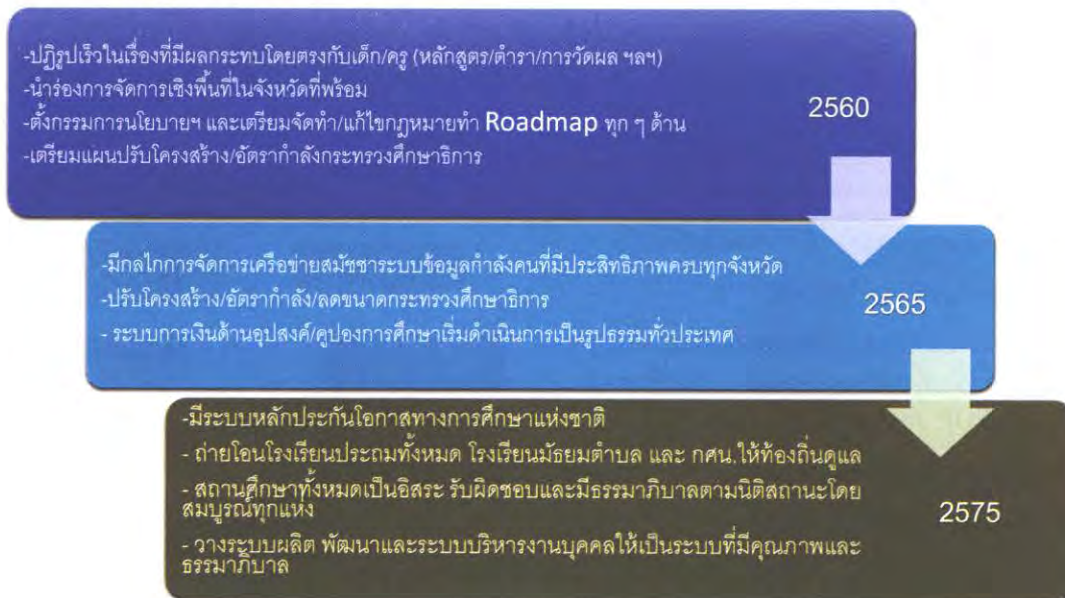 -ปฏิรูปเร็วในเรื่องที่มีผลกระทบโดยตรงกับเด็ก/ครู (หลักสูตร/ตำรา/การวัดผล ฯลฯ)
-นำร่องการจัดการเชิงพื้นที่ในจังหวัดที่พร้อม
-ตั้งกรรมการนโยบายฯ และเตรียมจัดทำ/แก้ไขกฎหมายทำ Roadmap ทุก ๆ ด้าน
-เตรียมแผนปรับโครงสร้าง/อัตรากำลังกระทรวงศึกษาธิการ
2560
-มีกลไกการจัดการเครือข่ายสมัชชาระบบข้อมูลกำลังคนที่มีประสิทธิภาพครบทุกจังหวัด
-ปรับโครงสร้าง/อัตรากำลัง/ลดขนาดกระทรวงศึกษาธิการ
- ระบบการเงินด้านอุปสงค์/คูปองการศึกษาเริ่มดำเนินการเป็นรูปธรรมทั่วประเทศ
2565
-มีระบบหลักประกันโอกาสทางการศึกษาแห่งชาติ
- ถ่ายโอนโรงเรียนประถมทั้งหมด โรงเรียนมัธยมตำบล และ กศน.ให้ท้องถิ่นดูแล
- สถานศึกษาทั้งหมดเป็นอิสระ รับผิดชอบและมีธรรมาภิบาลตามนิติสถานะโดย
สมบูรณ์ทุกแห่ง
- วางระบบผลิต พัฒนาและระบบบริหารงานบุคคลให้เป็นระบบที่มีคุณภาพและ
ธรรมาภิบาล
2575